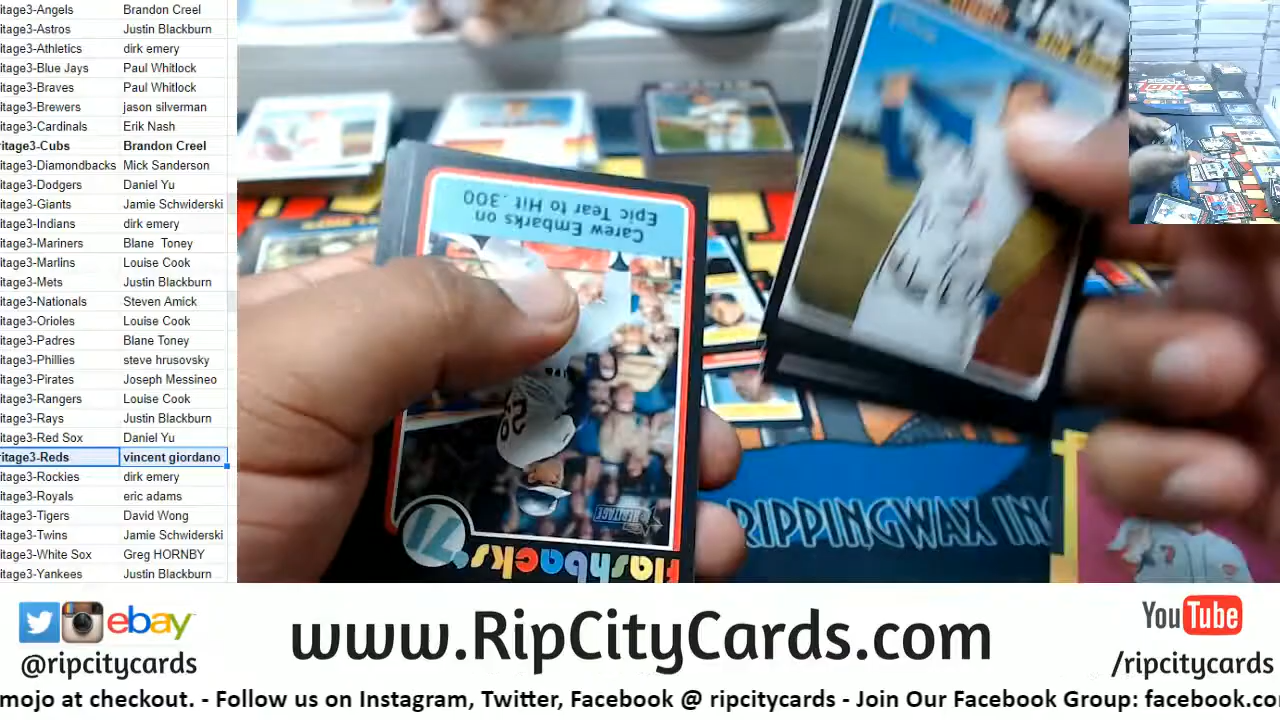 itage3-Angels Brandon Creel
itage3-Astros Justin Blackburn
itage3-Athletics dirk emery
itage3-Blue Jays Paul Whitlock
itage3-Braves Paul Whitlock
itage3-Brewers jason silverman
itage3-Cardinals Erik Nash
itage3-Cubs Brandon Creel
itage3-Diamondbacks Mick Sanderson
itage3-Dodgers Daniel Yu
itage3-Giants Jamie Schwiderski
itage3-Indians dirk emery
itage3-Mariners Blane Toney
itage3-Marlins Louise Cook
itage3-Mets Justin Blackburn
itage3-Nationals Steven Amick
itage3-Orioles Louise Cook
itage3-Padres Blane Toney
itage3-Phillies steve hrusovsky
itage3-Pirates Joseph Messineo
itage3-Rangers Louise Cook
itage3-Rays Justin Blackburn
itage3-Red Sox Daniel Yu
itage3-Reds vincent giordano
itage3-Rockies dirk emery
itage3-Royals eric adams
itage3-Tigers David Wong
itage3-Twins Jamie Schwiderski
itage3-White Sox Greg HORNBY
itage3-Yankees Justin Blackburn
Carew Embarks on
Epic Tear to Hit .300
HERITAGE
flashbacks '71
RIPPINGWAX IN
ebay
@ripcitycards
www.RipCityCards.com
YouTube
/ripcitycards
mojo at checkout. - Follow us on Instagram, Twitter, Facebook @ ripcitycards - Join Our Facebook Group: facebook.co